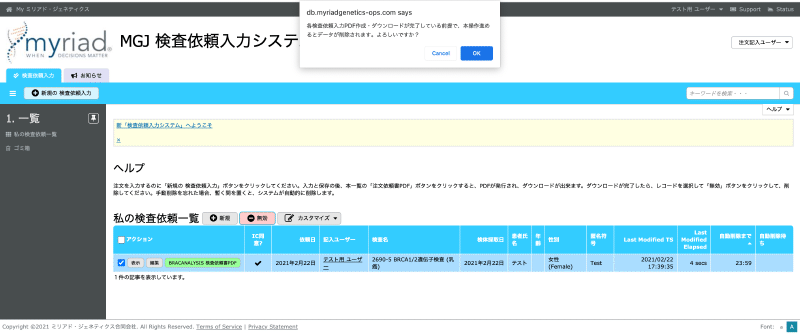 My ミリアド・ジェネティクス
テスト用 ユーザー
Support
Status
db.myriadgenetics-ops.com says
各検査依頼入力PDF作成・ダウンロードが完了している前提で、本操作進め
るとデータが削除されます。よろしいですか？
Cancel
OK
myriad®
WHEN DECISIONS MATTER™
MGJ 検査依頼入力システ
注文記入ユーザー
検査依頼入力
お知らせ
新規の 検査依頼入力
キーワードを検索・・・
1. 一覧
私の検査依頼一覧
ゴミ箱
ヘルプ
新「検査依頼入力システム」へようこそ
»
ヘルプ
注文を入力するのに「新規の 検査依頼入力」ボタンをクリックしてください。入力と保存の後、本一覧の「注文依頼書PDF」ボタンをクリックすると、PDFが発行され、ダウンロードが出来ます。ダウンロードが完了したら、レコードを選択して「無効」ボタンをクリックして、削
除してください。手動削除を忘れた場合、暫く間を置くと、システムが自動的に削除します。
私の検査依頼一覧
新規
無効
カスタマイズ
アクション
IC同意?
依頼日
記入ユーザー
検査名
検体採取日
患者氏名
年齢
性別
匿名符号
Last Modified TS
Last Modified Elapsed
自動削除まで
自動削除待ち
表示
編集
BRACANALYSIS 検査依頼書PDF
2021年2月22日
テスト用 ユーザー
2690-5 BRCA1/2遺伝子検査 (乳癌)
2021年2月22日
テスト
女性 (Female)
Test
2021/02/22 17:39:35
4 secs
23:59
1 件の記事を表示しています。
Copyright ©2021 ミリアド・ジェネティクス合同会社. All Rights Reserved. Terms of Service | Privacy Statement
Font:
A